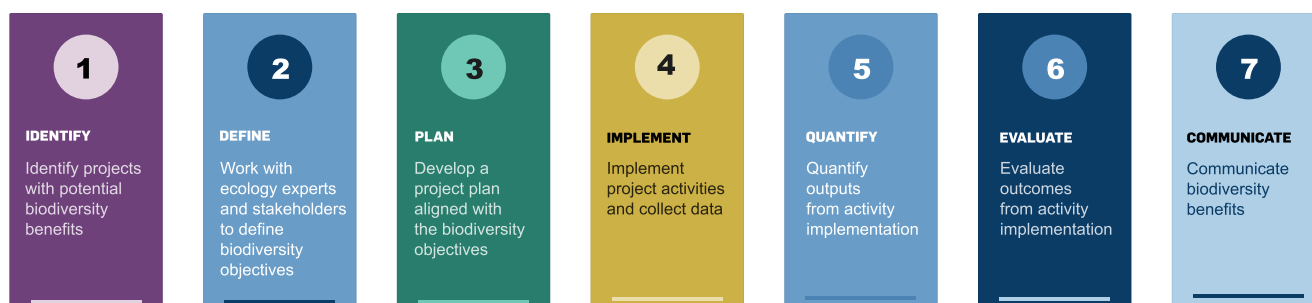 1
IDENTIFY
Identify projects
with potential
biodiversity
benefits
2
DEFINE
Work with
ecology experts
and stakeholders
to define
biodiversity
objectives
3
PLAN
Develop a
project plan
aligned with
the biodiversity
objectives
4
IMPLEMENT
Implement
project activities
and collect data
5
QUANTIFY
Quantify
outputs
from activity
implementation
6
EVALUATE
Evaluate
outcomes
from activity
implementation
7
COMMUNICATE
Communicate
biodiversity
benefits